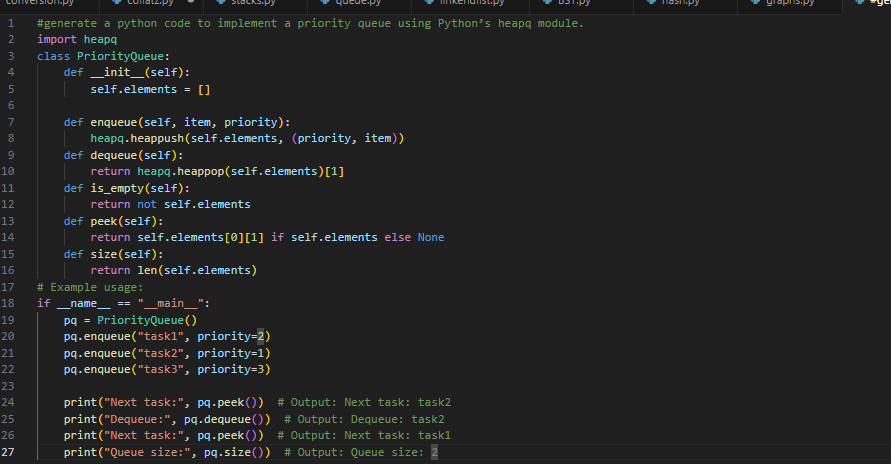 conversion.py collatz.py stacks.py queue.py linkendlist.py BST.py hash.py graphs.py
1 #generate a python code to implement a priority queue using Python’s heapq module.
2 import heapq
3 class PriorityQueue:
4     def __init__(self):
5         self.elements = []
6
7     def enqueue(self, item, priority):
8         heapq.heappush(self.elements, (priority, item))
9     def dequeue(self):
10         return heapq.heappop(self.elements)[1]
11     def is_empty(self):
12         return not self.elements
13     def peek(self):
14         return self.elements[0][1] if self.elements else None
15     def size(self):
16         return len(self.elements)
17 # Example usage:
18 if __name__ == "__main__":
19     pq = PriorityQueue()
20     pq.enqueue("task1", priority=2)
21     pq.enqueue("task2", priority=1)
22     pq.enqueue("task3", priority=3)
23
24     print("Next task:", pq.peek())  # Output: Next task: task2
25     print("Dequeue:", pq.dequeue())  # Output: Dequeue: task2
26     print("Next task:", pq.peek())  # Output: Next task: task1
27     print("Queue size:", pq.size())  # Output: Queue size: 2